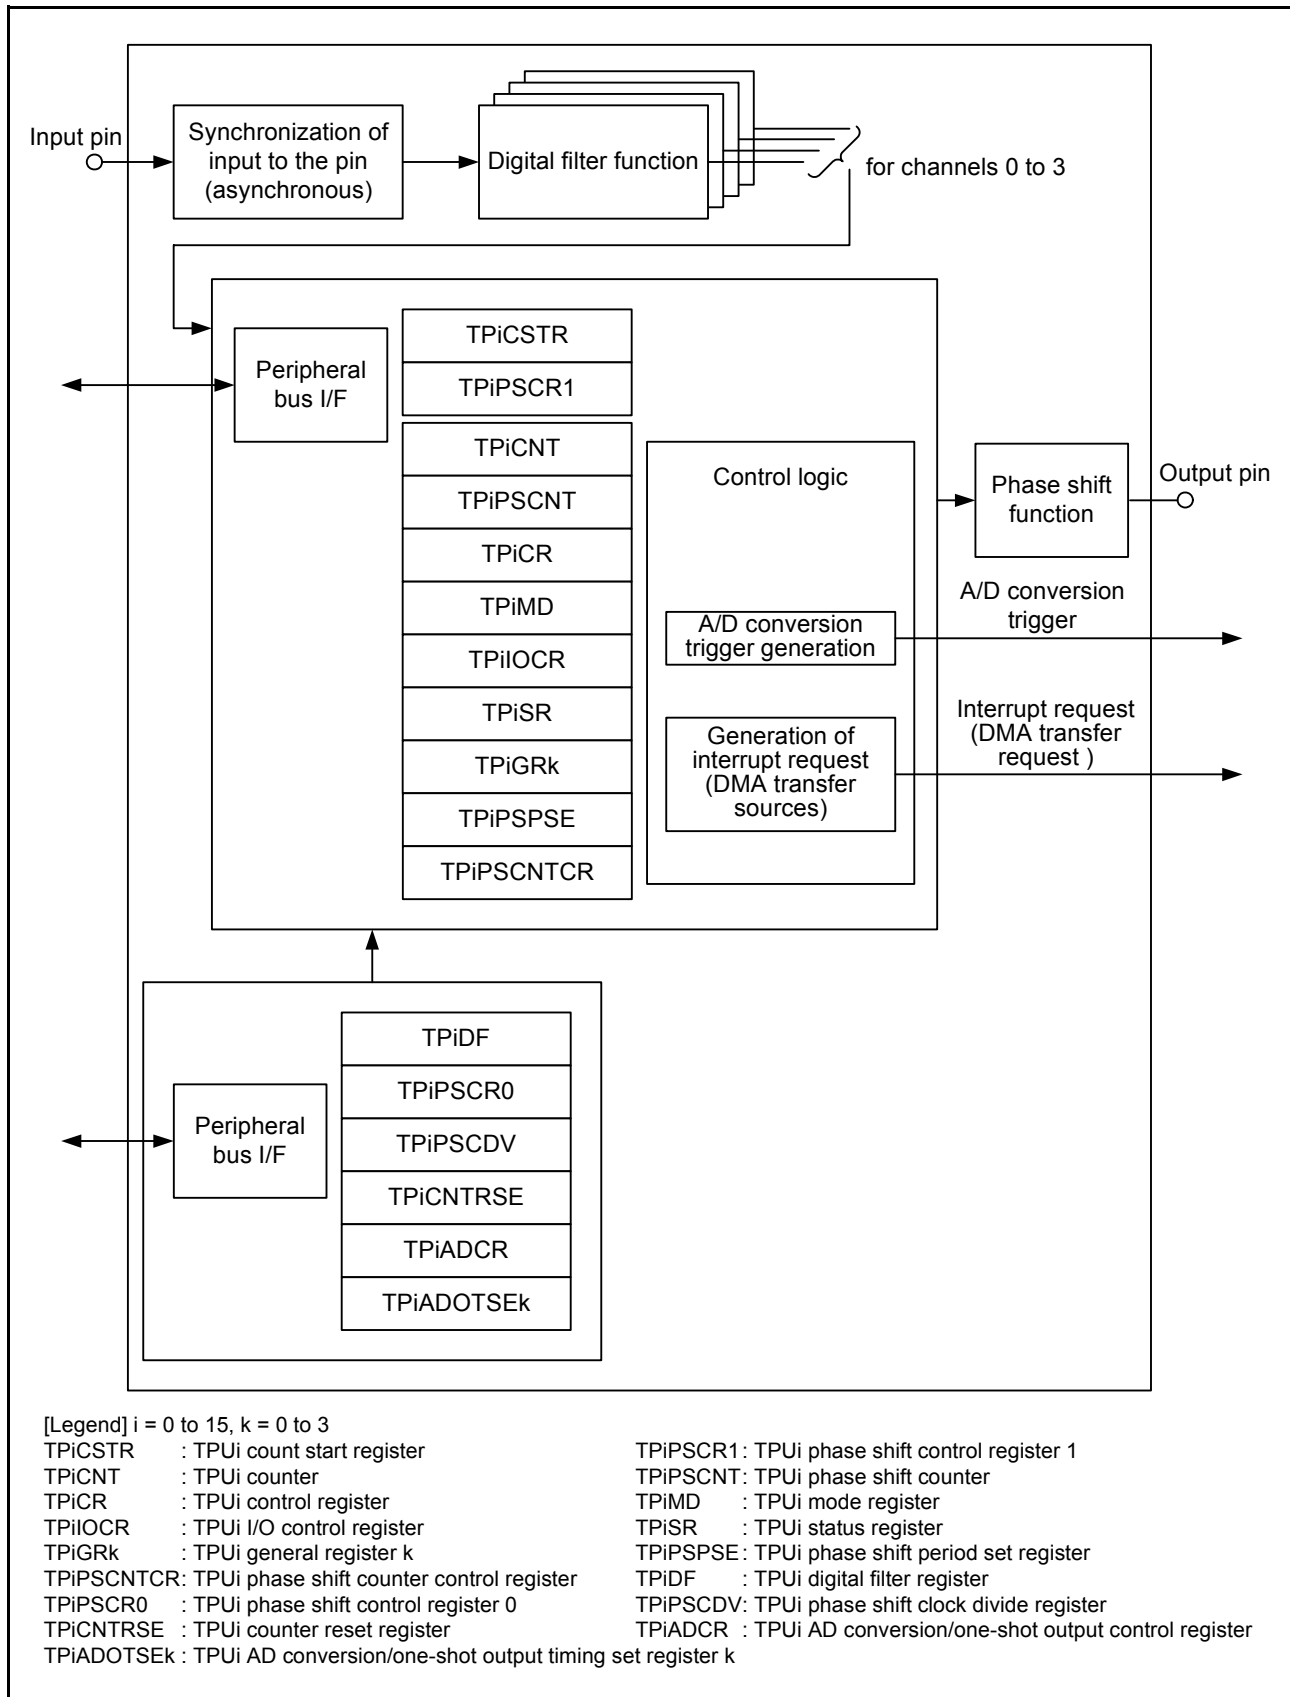 Input pin
Synchronization of
input to the pin
(asynchronous)
Digital filter function
for channels 0 to 3
Peripheral
bus I/F
TPiCSTR
TPiPSCR1
TPiCNT
TPiPSCNT
TPiCR
TPiMD
TPiIOCR
TPiSR
TPiGRk
TPiPSPSE
TPiPSCNTCR
Control logic
A/D conversion
trigger generation
Generation of
interrupt request
(DMA transfer
sources)
Phase shift
function
Output pin
A/D conversion
trigger
Interrupt request
(DMA transfer
request )
Peripheral
bus I/F
TPiDF
TPiPSCR0
TPiPSCDV
TPiCNTRSE
TPiADCR
TPiADOTSEk
[Legend] i = 0 to 15, k = 0 to 3
TPiCSTR : TPUi count start register TPiPSCR1 : TPUi phase shift control register 1
TPiCNT : TPUi counter TPiPSCNT : TPUi phase shift counter
TPiCR : TPUi control register TPiMD : TPUi mode register
TPiIOCR : TPUi I/O control register TPiSR : TPUi status register
TPiGRk : TPUi general register k TPiPSPSE : TPUi phase shift period set register
TPiPSCNTCR: TPUi phase shift counter control register TPiDF : TPUi digital filter register
TPiPSCR0 : TPUi phase shift control register 0 TPiPSCDV: TPUi phase shift clock divide register
TPiCNTRSE : TPUi counter reset register TPiADCR : TPUi AD conversion/one-shot output control register
TPiADOTSEk : TPUi AD conversion/one-shot output timing set register k